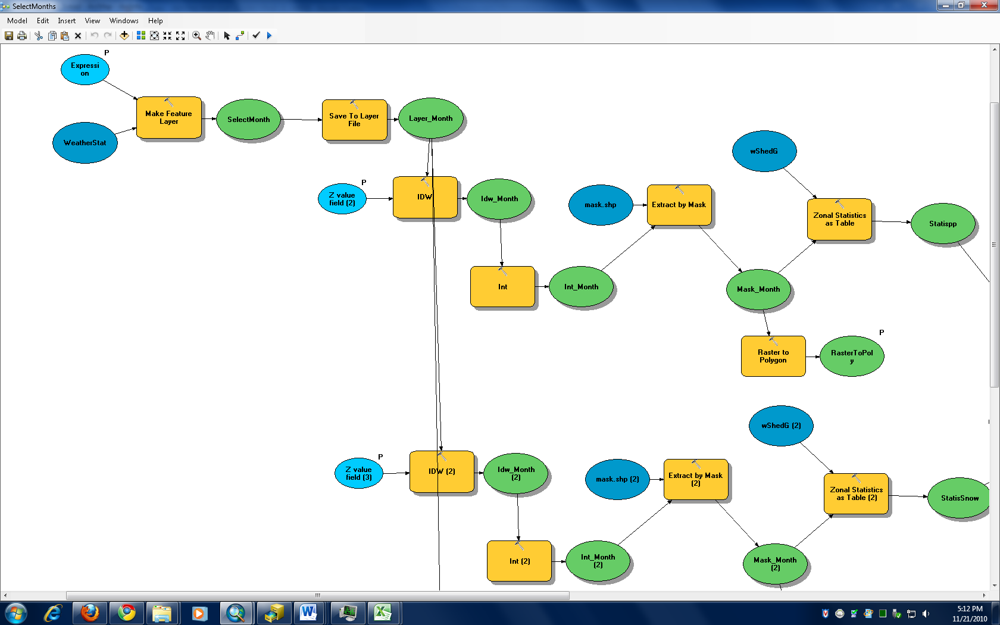 SelectMonths
Model Edit Insert View Windows Help
P
Expressi
on
Make Feature
Layer
WeatherStat
SelectMonth
Save To Layer
File
Layer_Month
P
Z value
field (2)
IDW
Idw_Month
Int
Int_Month
mask.shp
Extract by Mask
wShedG
Zonal Statistics
as Table
Statispp
Mask_Month
Raster to
Polygon
P
RasterToPol
y
P
Z value
field (3)
IDW (2)
Idw_Month
(2)
Int (2)
Int_Month
(2)
mask.shp (2)
Extract by Mask
(2)
wShedG (2)
Zonal Statistics
as Table (2)
StatisSnow
Mask_Month
(2)
5:12 PM
11/21/2010